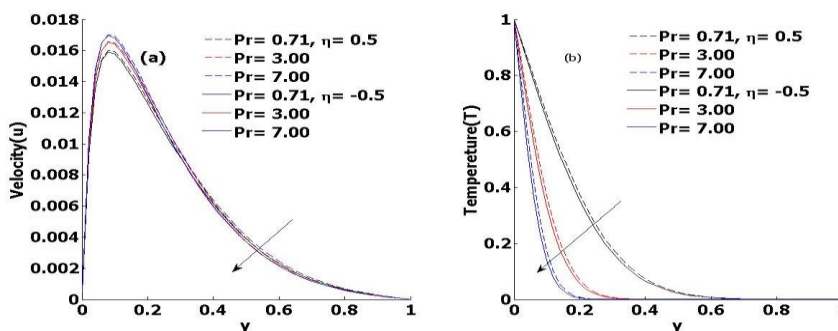 0.018
0.016
0.014
0.012
0.01
0.008
0.006
0.004
0.002
0
Velocity(u)
(a)
Pr= 0.71, η= 0.5
Pr= 3.00
Pr= 7.00
Pr= 0.71, η= -0.5
Pr= 3.00
Pr= 7.00
0 0.2 0.4 0.6 0.8 1
y
1
0.8
0.6
0.4
0.2
0
Tempereture(T)
(b)
Pr= 0.71, η= 0.5
Pr= 3.00
Pr= 7.00
Pr= 0.71, η= -0.5
Pr= 3.00
Pr= 7.00
0 0.2 0.4 0.6 0.8
y